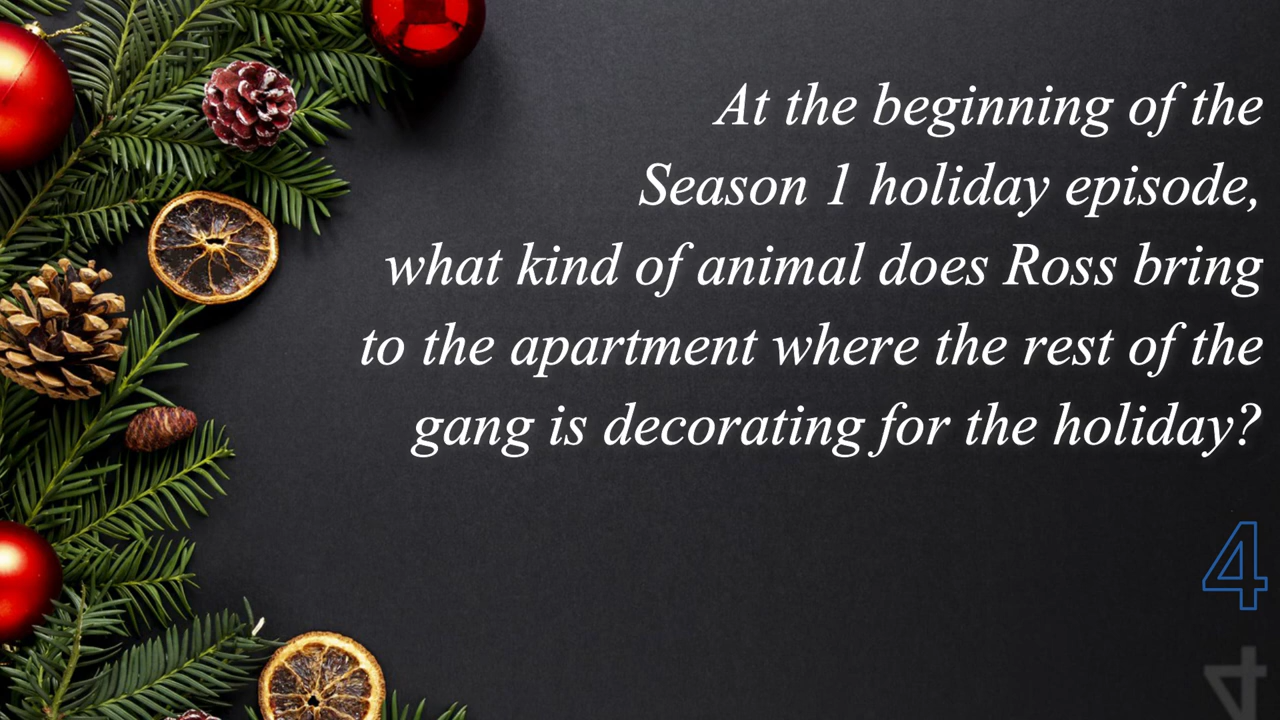 At the beginning of the
Season 1 holiday episode,
what kind of animal does Ross bring
to the apartment where the rest of the
gang is decorating for the holiday?
4